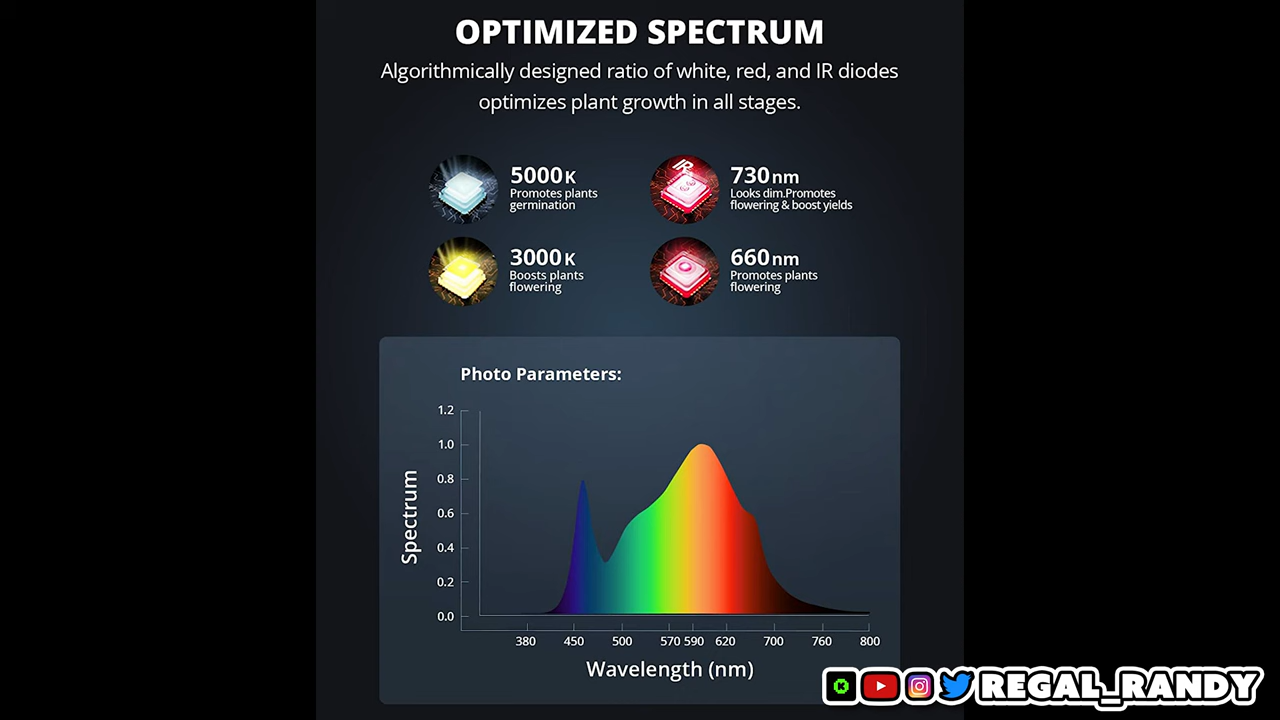 OPTIMIZED SPECTRUM
Algorithmically designed ratio of white, red, and IR diodes
optimizes plant growth in all stages.
5000K
Promotes plants
germination
IR
730nm
Looks dim.Promotes
flowering & boost yields
3000K
Boosts plants
flowering
660nm
Promotes plants
flowering
Photo Parameters:
1.2
1.0
0.8
0.6
0.4
0.2
0.0
Spectrum
380 450 500 570 590 620 700 760 800
Wavelength (nm)
K
REGAL_RANDY